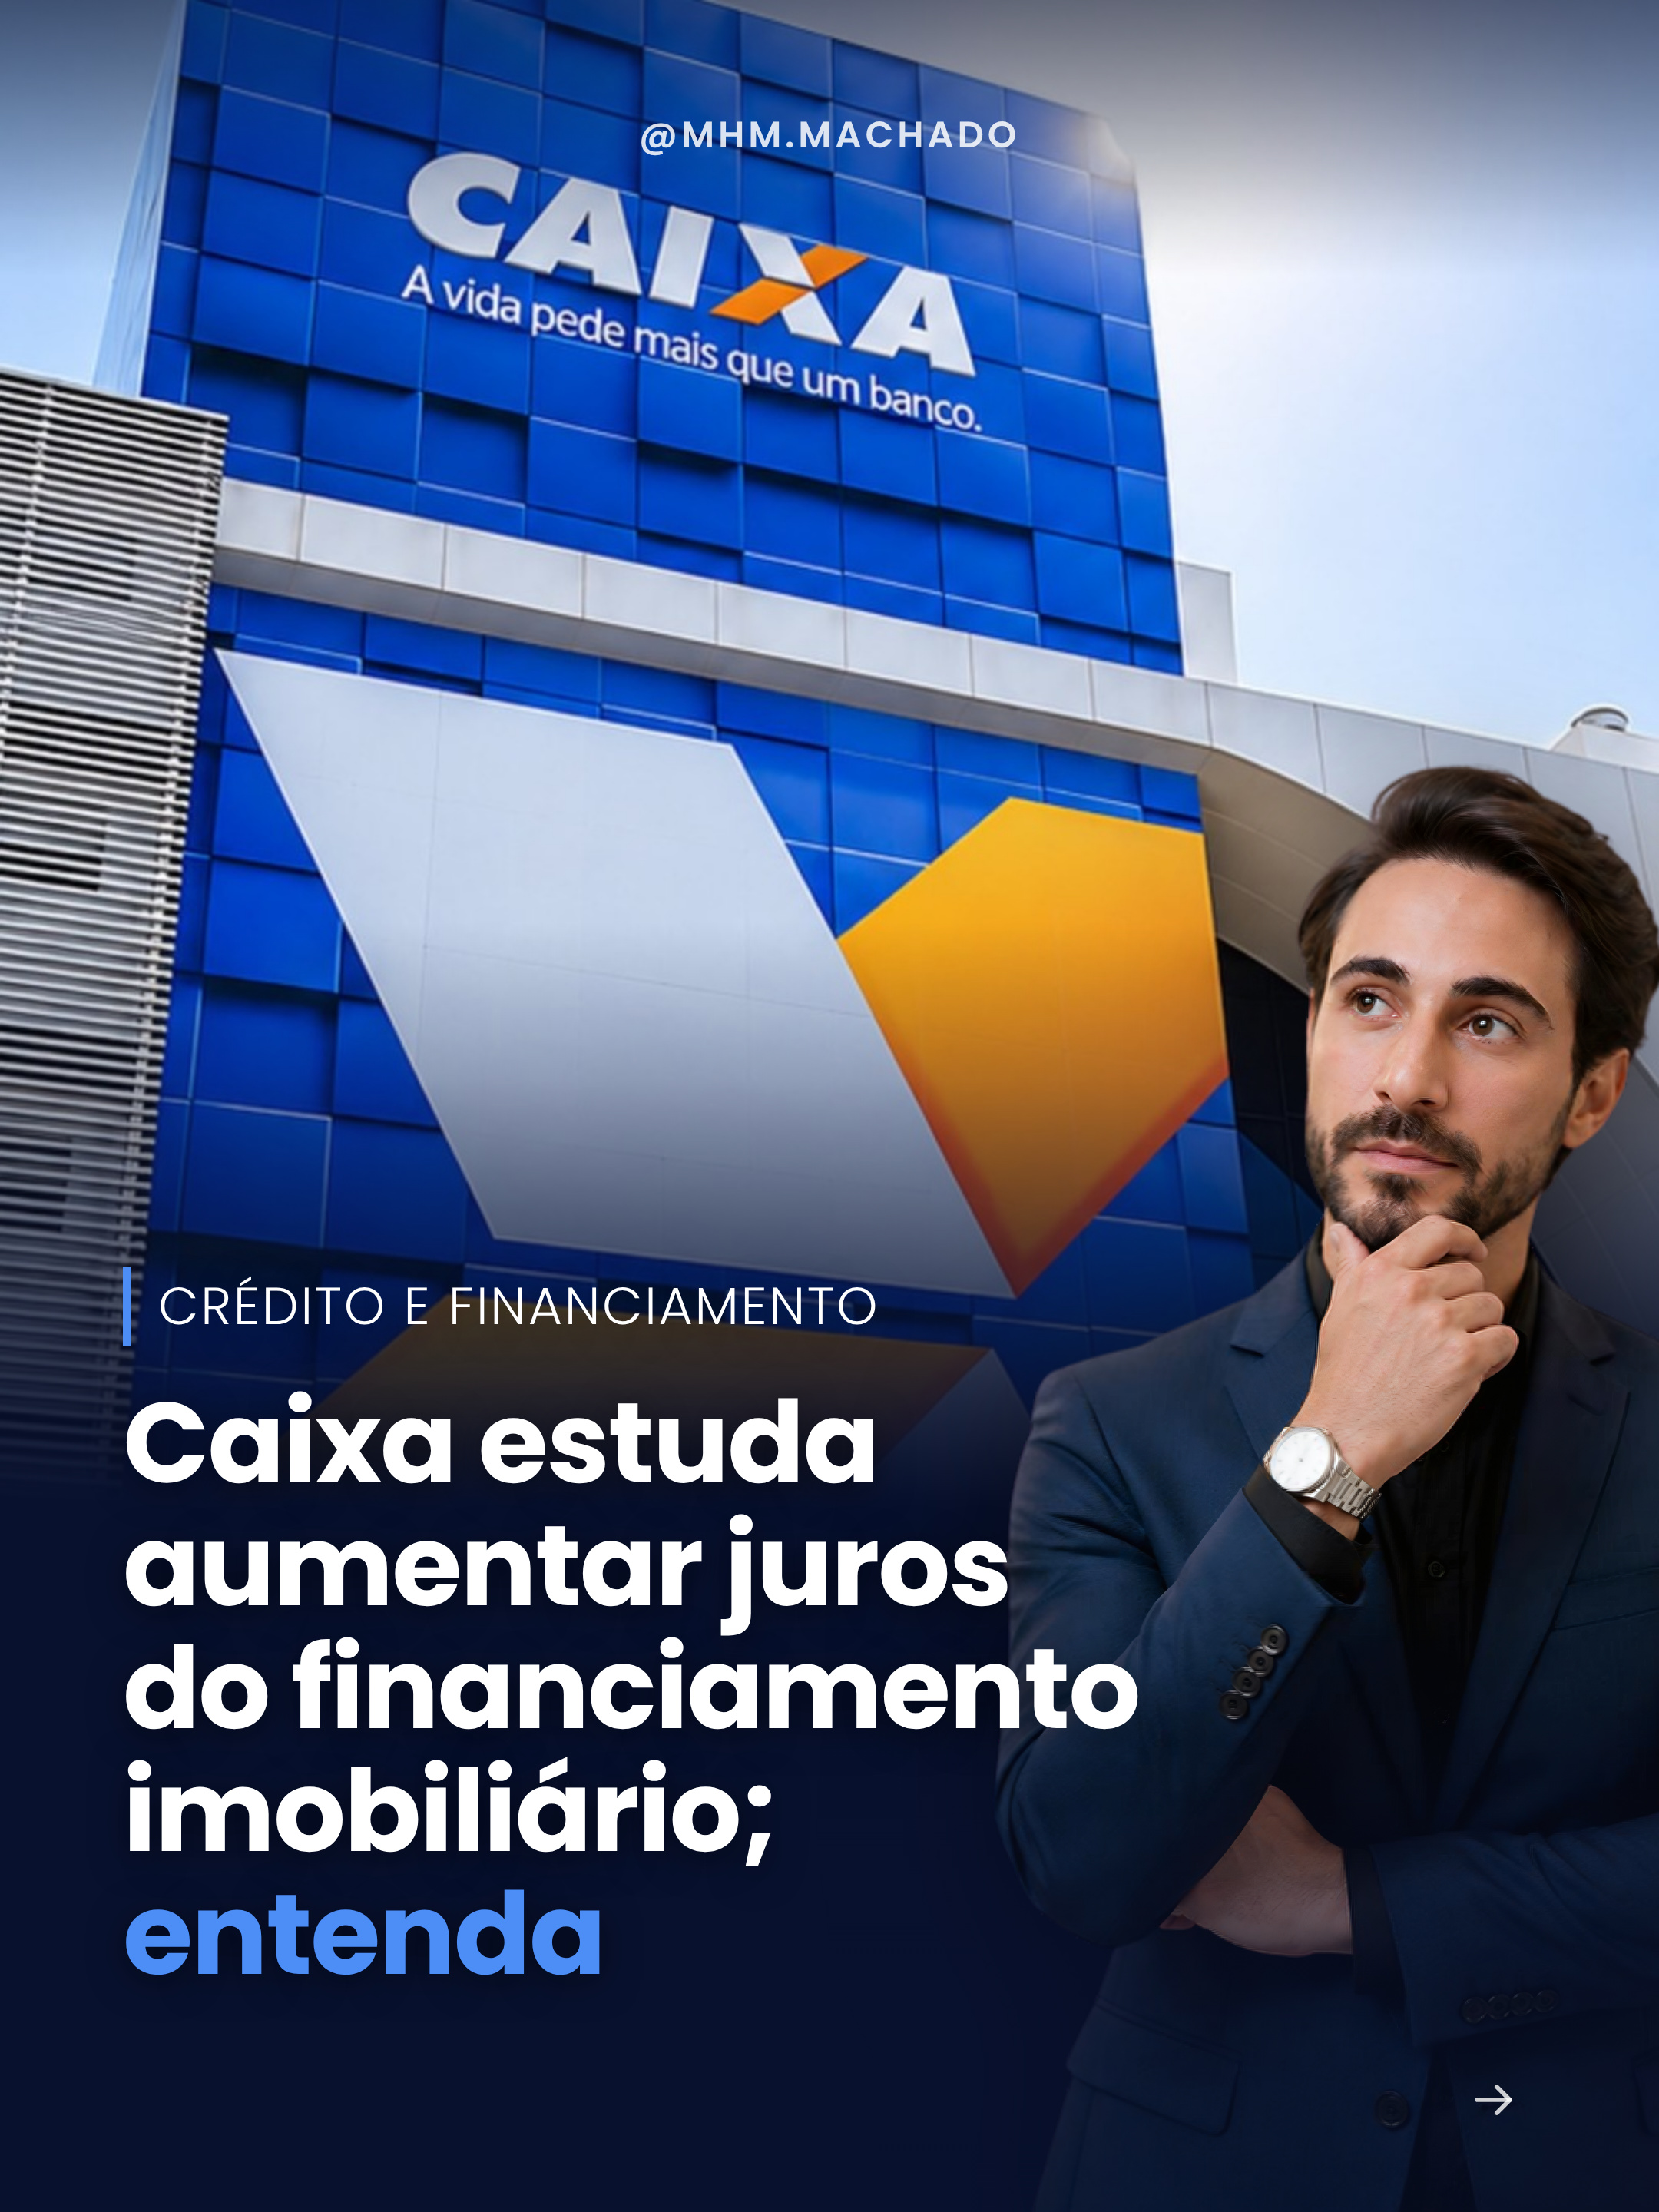 @MHM.MACHADO
CAIXA
A vida pede mais que um banco.
CRÉDITO E FINANCIAMENTO
Caixa estuda
aumentar juros
do financiamento
imobiliário;
entenda